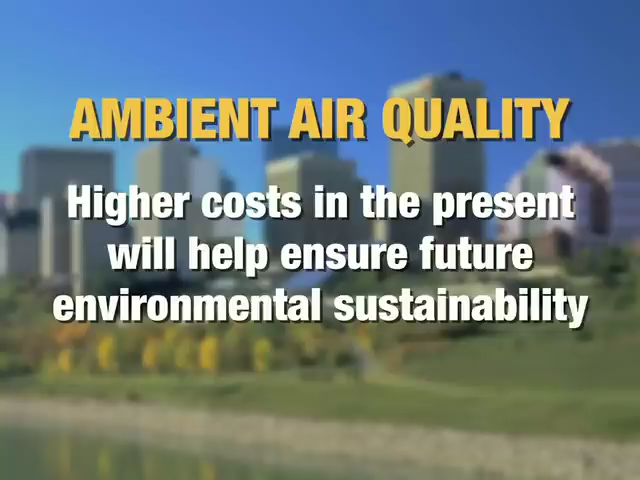 AMBIENT AIR QUALITY
Higher costs in the present
will help ensure future
environmental sustainability